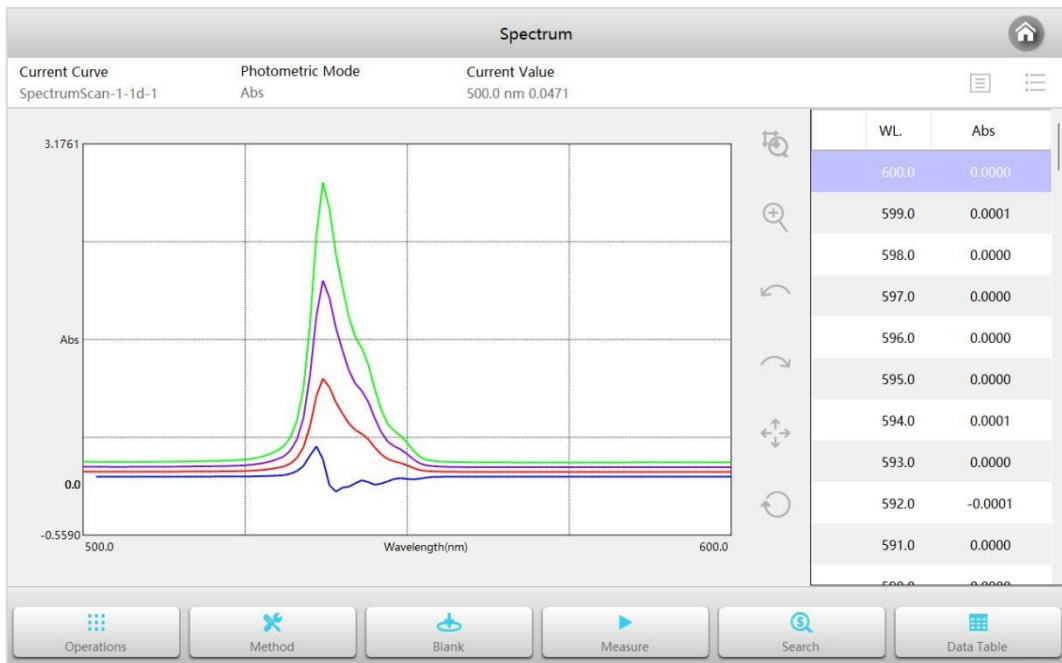 Spectrum
Current Curve Photometric Mode Current Value
SpectrumScan-1-1d-1 Abs 500.0 nm 0.0471
WL. Abs
600.0 0.0000
599.0 0.0001
598.0 0.0000
597.0 0.0000
596.0 0.0000
595.0 0.0000
594.0 0.0001
593.0 0.0000
592.0 -0.0001
591.0 0.0000
3.1761
Abs
0.0
-0.5590
500.0 Wavelength(nm) 600.0
Operations Method Blank Measure Search Data Table